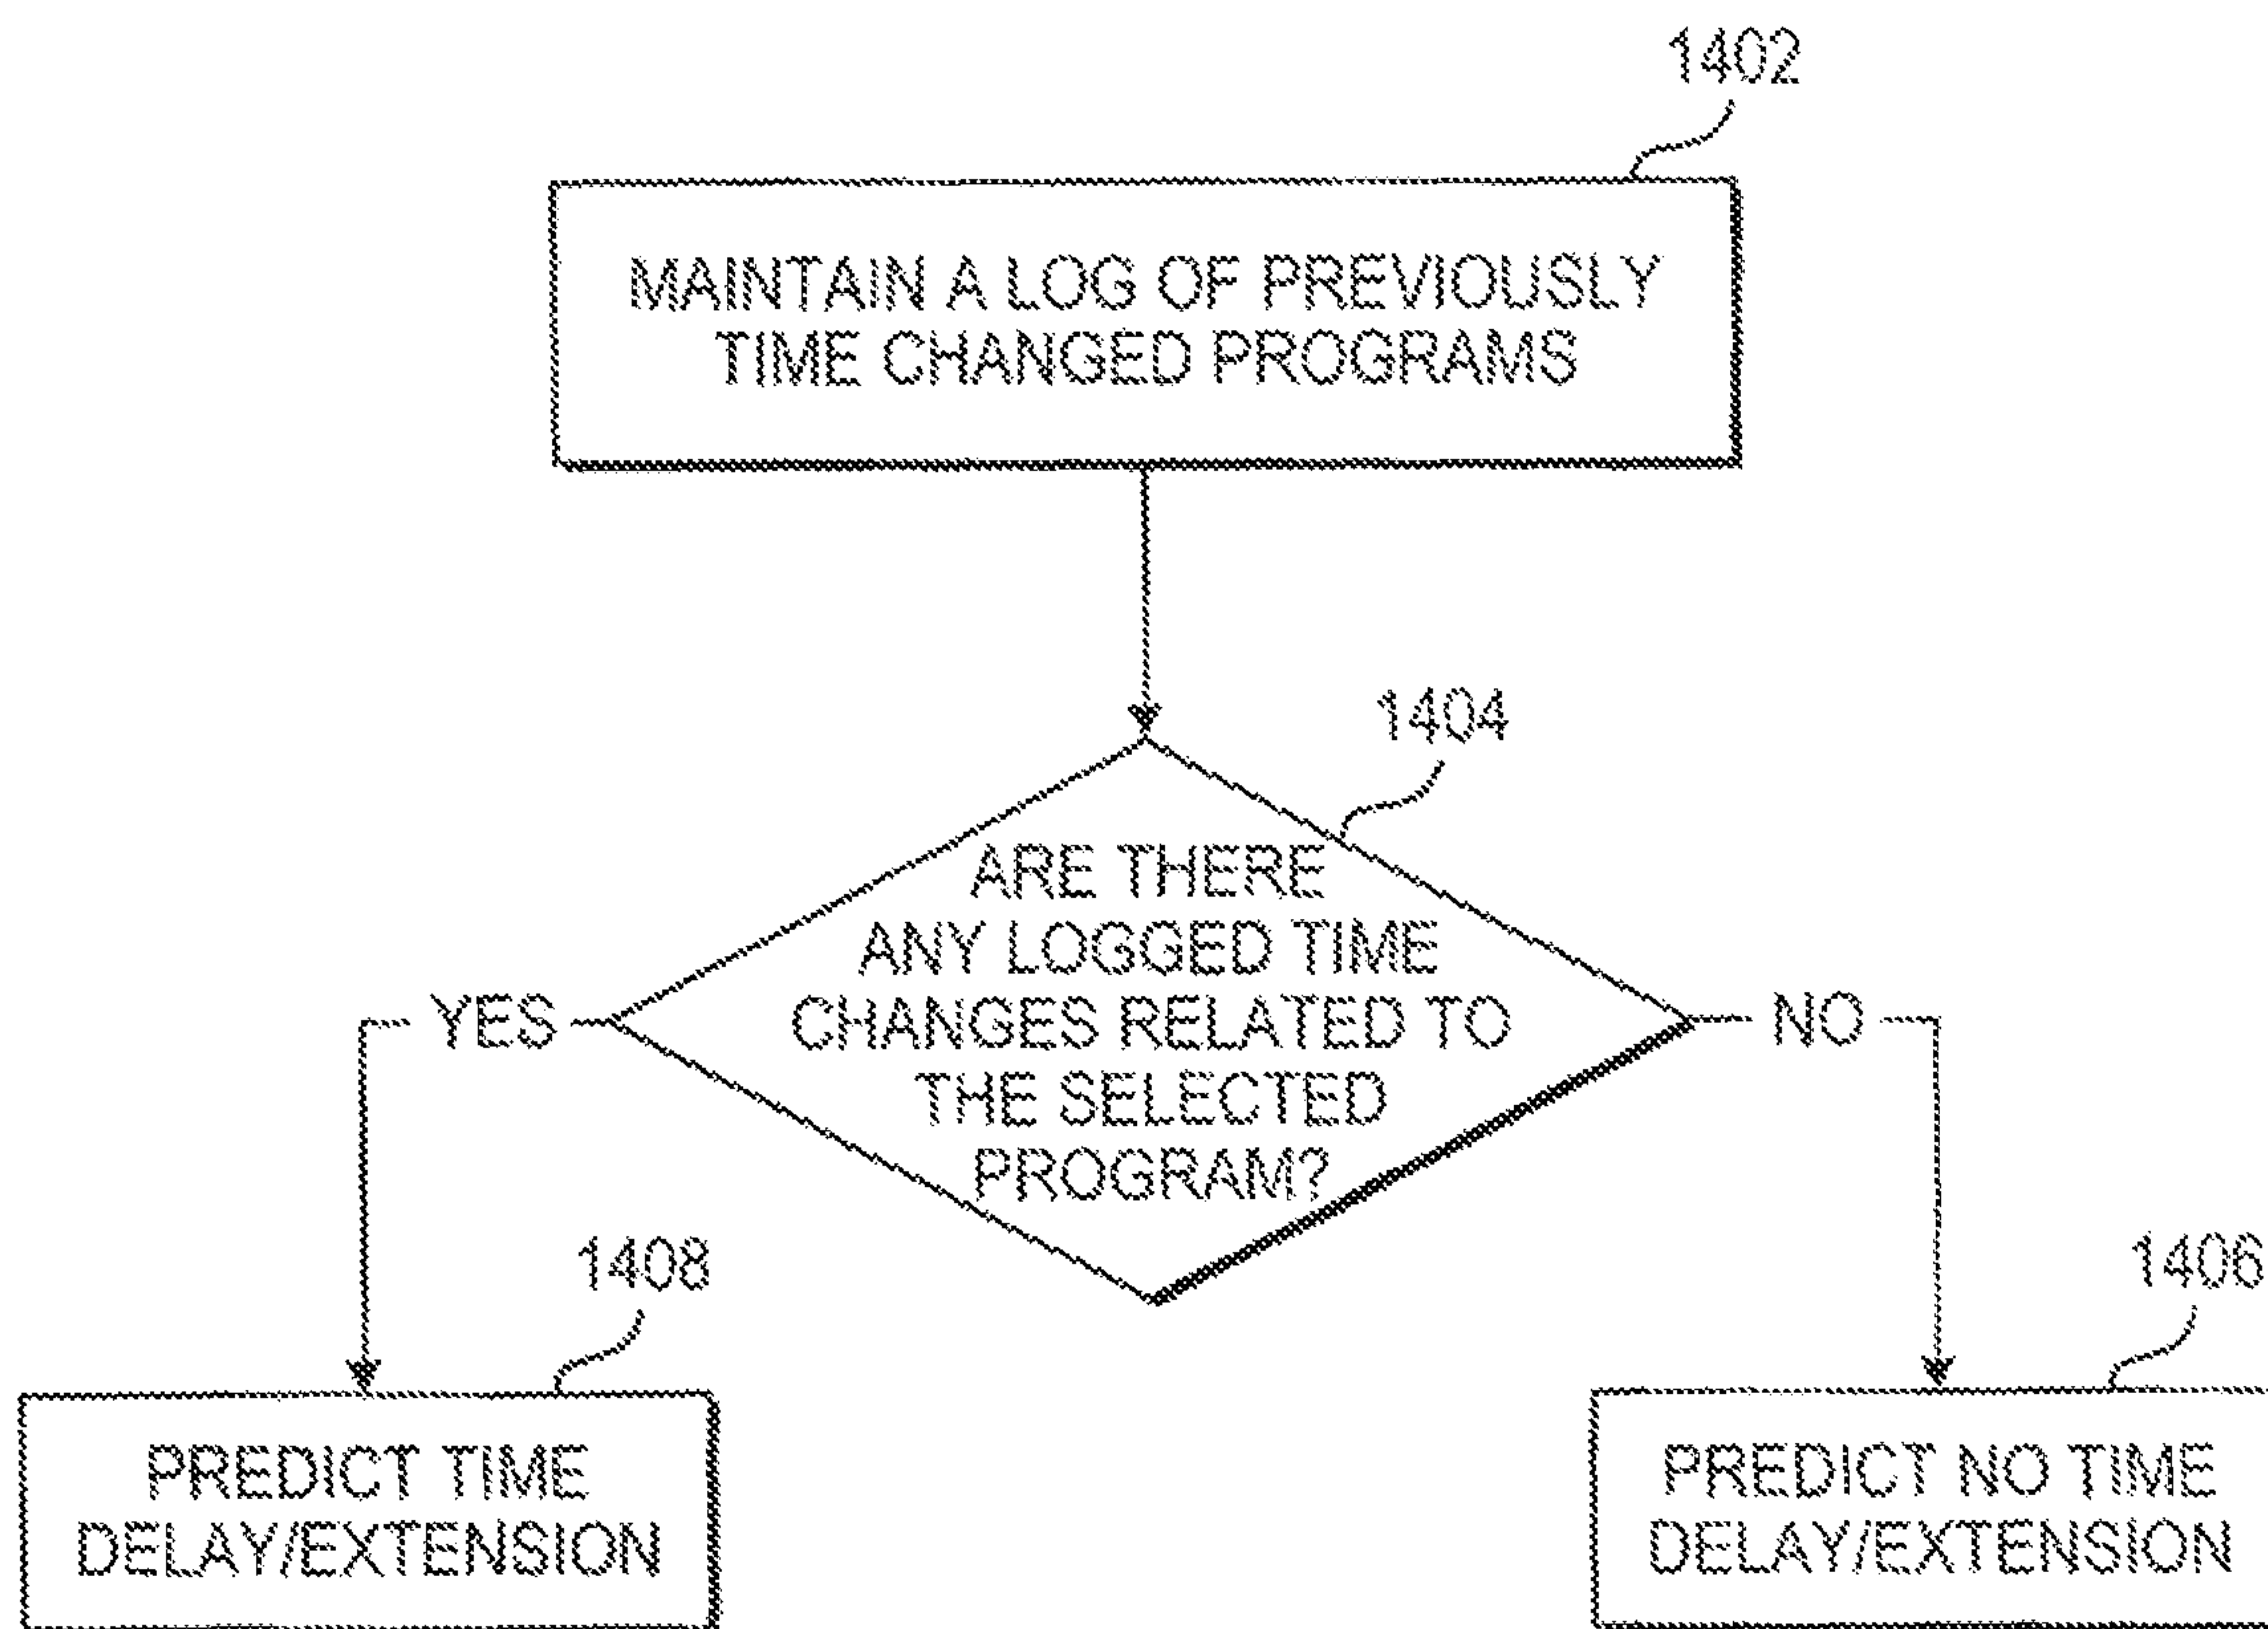 1402
MAINTAIN A LOG OF PREVIOUSLY
TIME CHANGED PROGRAMS
1404
ARE THERE
ANY LOGGED TIME
CHANGES RELATED TO
THE SELECTED
PROGRAM?
YES
NO
1408
1406
PREDICT TIME
DELAY/EXTENSION
PREDICT NO TIME
DELAY/EXTENSION